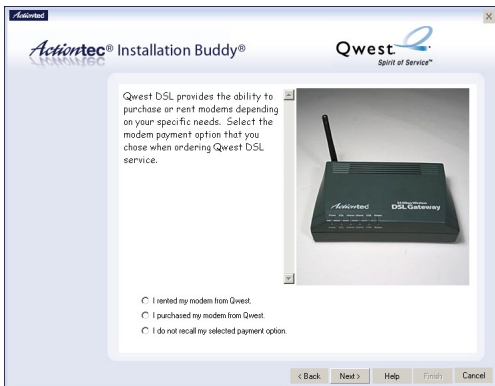 Actiontec
X
Actiontec® Installation Buddy®
Qwest.
Spirit of Service™
Qwest DSL provides the ability to
purchase or rent modems depending
on your specific needs. Select the
modem payment option that you
chose when ordering Qwest DSL
service.
Actiontec
54 Mbps Wireless
DSL Gateway
I rented my modem from Qwest.
I purchased my modem from Qwest.
I do not recall my selected payment option.
< Back
Next >
Help
Finish
Cancel